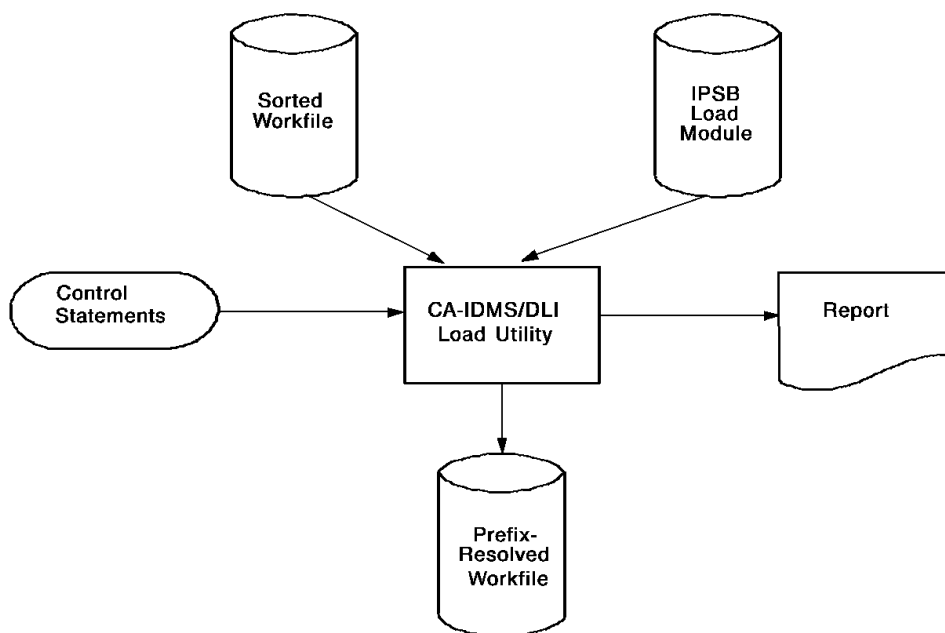 Sorted
Workfile
IPSB
Load
Module
Control
Statements
CA-IDMS/DLI
Load Utility
Report
Prefix-
Resolved
Workfile